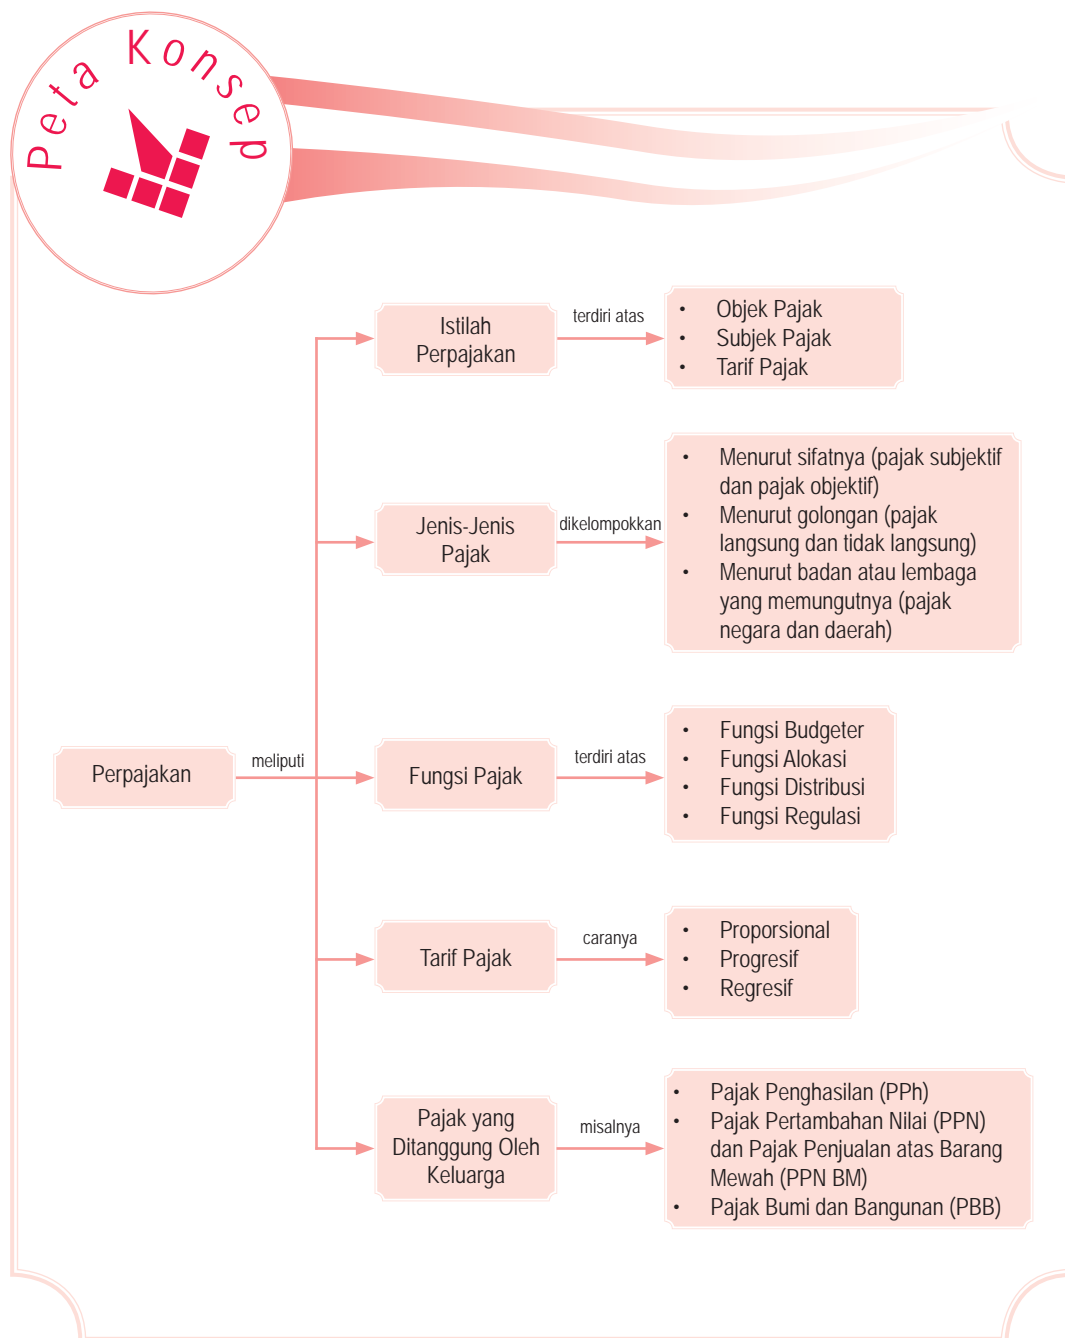 Peta Konsep
Istilah
Perpajakan
terdiri atas
• Objek Pajak
• Subjek Pajak
• Tarif Pajak
Jenis-Jenis
Pajak
dikelompokkan
• Menurut sifatnya (pajak subjektif
dan pajak objektif)
• Menurut golongan (pajak
langsung dan tidak langsung)
• Menurut badan atau lembaga
yang memungutnya (pajak
negara dan daerah)
Perpajakan
meliputi
Fungsi Pajak
terdiri atas
• Fungsi Budgeter
• Fungsi Alokasi
• Fungsi Distribusi
• Fungsi Regulasi
Tarif Pajak
caranya
• Proporsional
• Progresif
• Regresif
Pajak yang
Ditanggung Oleh
Keluarga
misalnya
• Pajak Penghasilan (PPh)
• Pajak Pertambahan Nilai (PPN)
dan Pajak Penjualan atas Barang
Mewah (PPN BM)
• Pajak Bumi dan Bangunan (PBB)